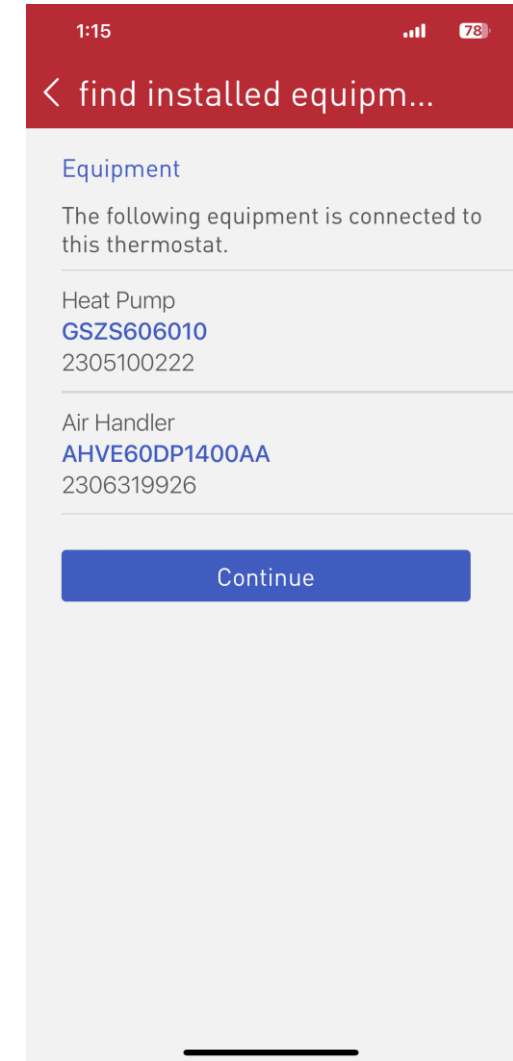 1:15
78
find installed equipm...
Equipment
The following equipment is connected to
this thermostat.
Heat Pump
GSZS606010
2305100222
Air Handler
AHVE60DP1400AA
2306319926
Continue